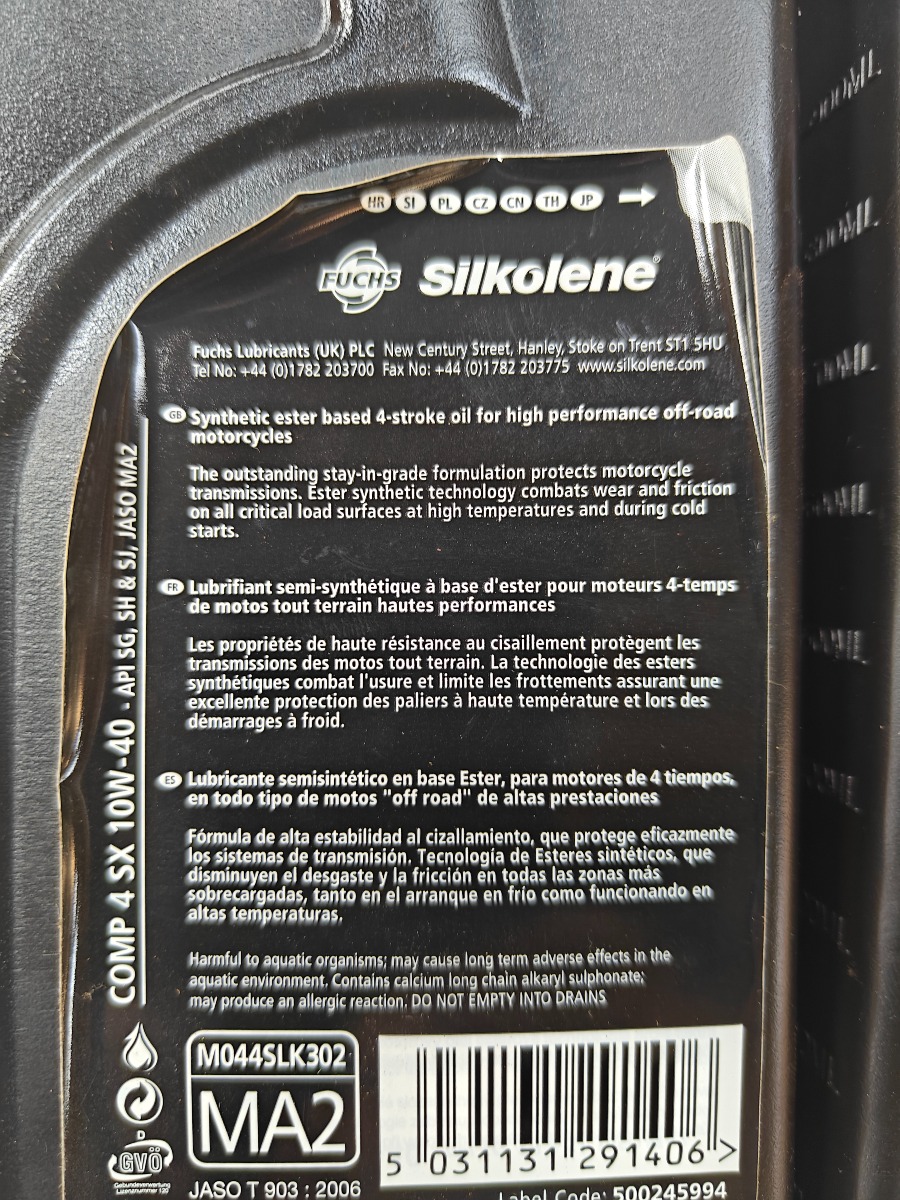 HR SI PL CZ CN TH JP
FUCHS Silkolene®
Fuchs Lubricants (UK) PLC New Century Street, Hanley, Stoke on Trent ST1 5HU.
Tel No: +44 (0)1782 203700 Fax No: +44 (0)1782 203775 www.silkolene.com
GB Synthetic ester based 4-stroke oil for high performance off-road
motorcycles
The outstanding stay-in-grade formulation protects motorcycle
transmissions. Ester synthetic technology combats wear and friction
on all critical load surfaces at high temperatures and during cold
starts.
FR Lubrifiant semi-synthétique à base d'ester pour moteurs 4-temps
de motos tout terrain hautes performances
Les propriétés de haute résistance au cisaillement protègent les
transmissions des motos tout terrain. La technologie des esters
synthétiques combat l'usure et limite les frottements assurant une
excellente protection des paliers à haute température et lors des
démarrages à froid.
ES Lubricante semisintético en base Ester, para motores de 4 tiempos,
en todo tipo de motos "off road" de altas prestaciones
Fórmula de alta estabilidad al cizallamiento, que protege eficazmente
los sistemas de transmisión. Tecnología de Esteres sintéticos, que
disminuyen el desgaste y la fricción en todas las zonas más
sobrecargadas, tanto en el arranque en frío como funcionando en
altas temperaturas.
Harmful to aquatic organisms; may cause long term adverse effects in the
aquatic environment. Contains calcium long chain alkaryl sulphonate;
may produce an allergic reaction. DO NOT EMPTY INTO DRAINS
COMP 4 SX 10W-40 - API SG, SH & SJ, JASO MA2
M044SLK302
MA2
JASO T 903 : 2006
D
GVÖ
Gebindeverwertung
Lizenznummer 120
5 031131 291406 >
Label Code: 500245994